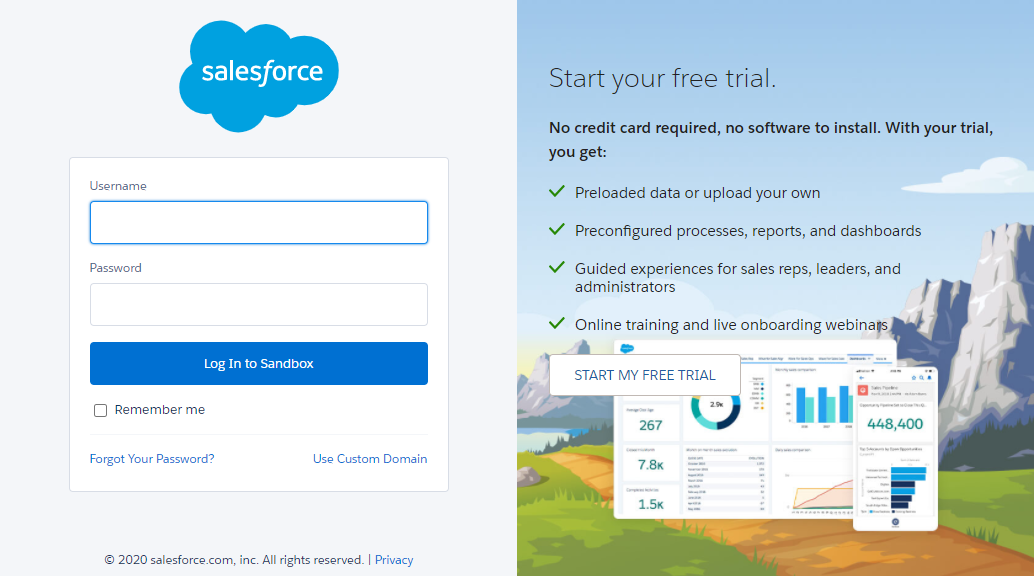 salesforce
Username
Password
Log In to Sandbox
Remember me
Forgot Your Password?
Use Custom Domain
© 2020 salesforce.com, inc. All rights reserved. | Privacy
Start your free trial.
No credit card required, no software to install. With your trial,
you get:
Preloaded data or upload your own
Preconfigured processes, reports, and dashboards
Guided experiences for sales reps, leaders, and
administrators
Online training and live onboarding webinars
START MY FREE TRIAL
267
7.8K
1.5K
2.9K
448,400